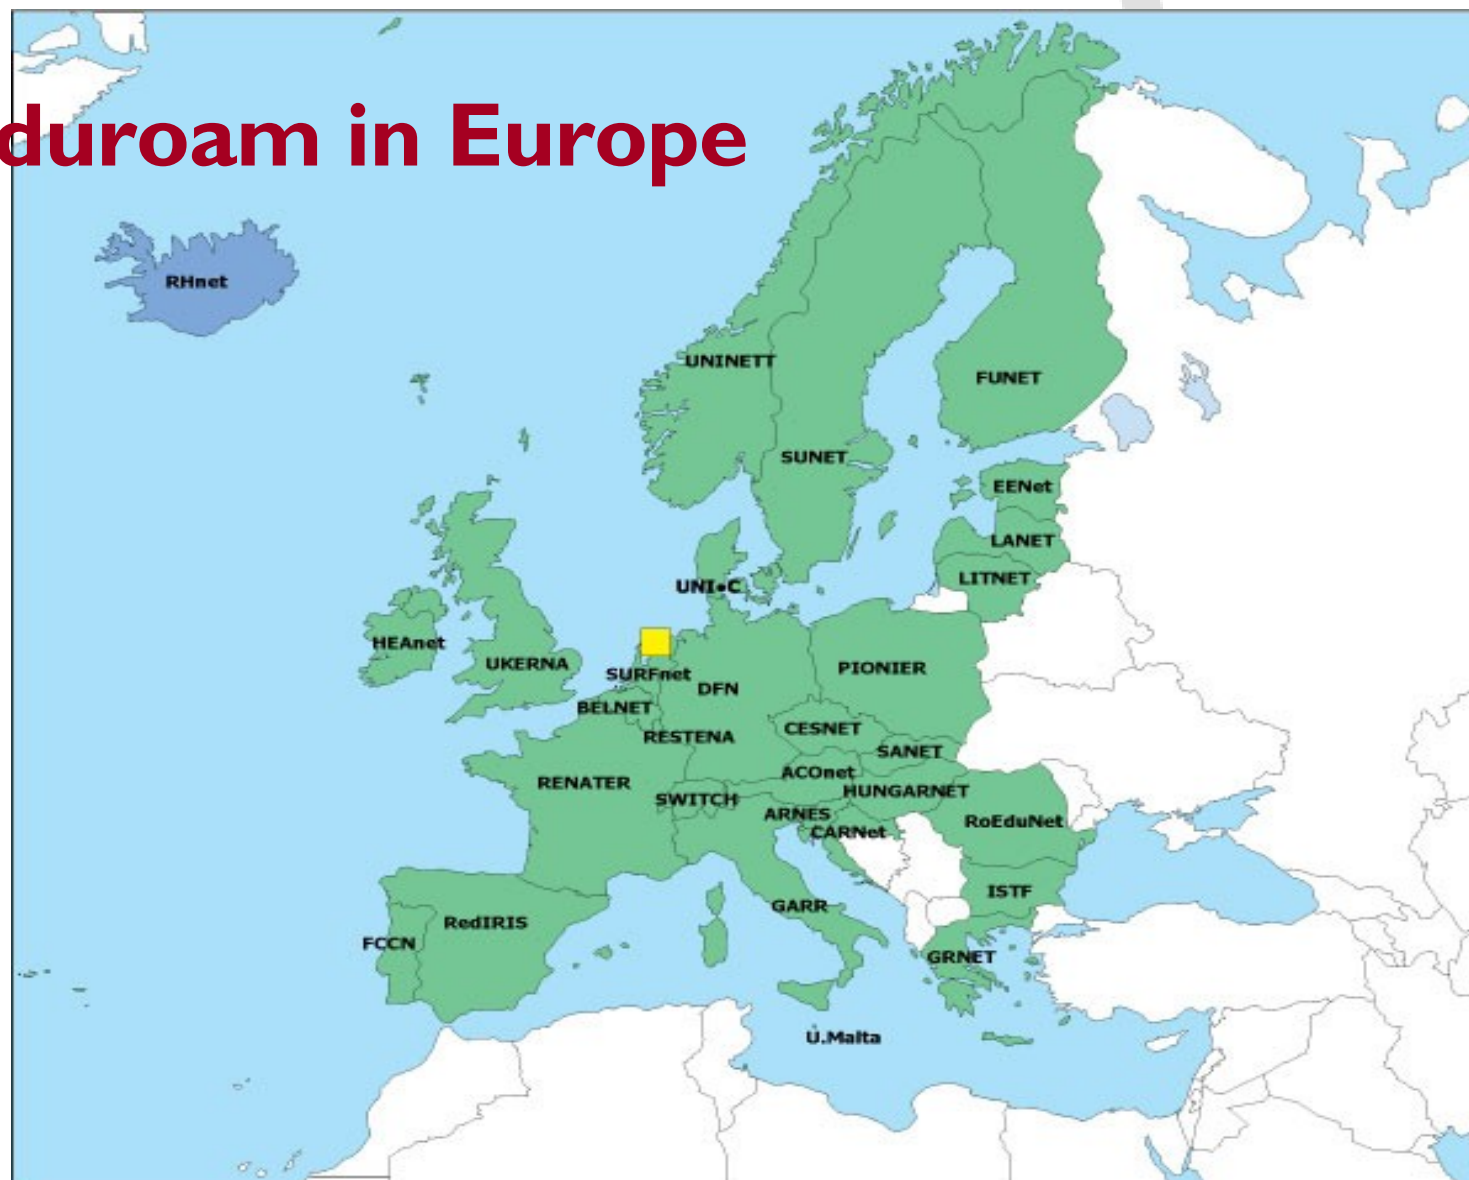 duroam in Europe
RHnet
UNINETT
FUNET
SUNET
EENet
LANET
LITNET
UNI•C
HEAnet
UKERNA
SURFnet
PIONIER
DFN
BELNET
CESNET
RESTENA
SANET
ACOnet
RENATER
HUNGARNET
SWITCH
ARNES
RoEduNet
CARNet
ISTF
GARR
RedIRIS
FCCN
GRNET
U.Malta